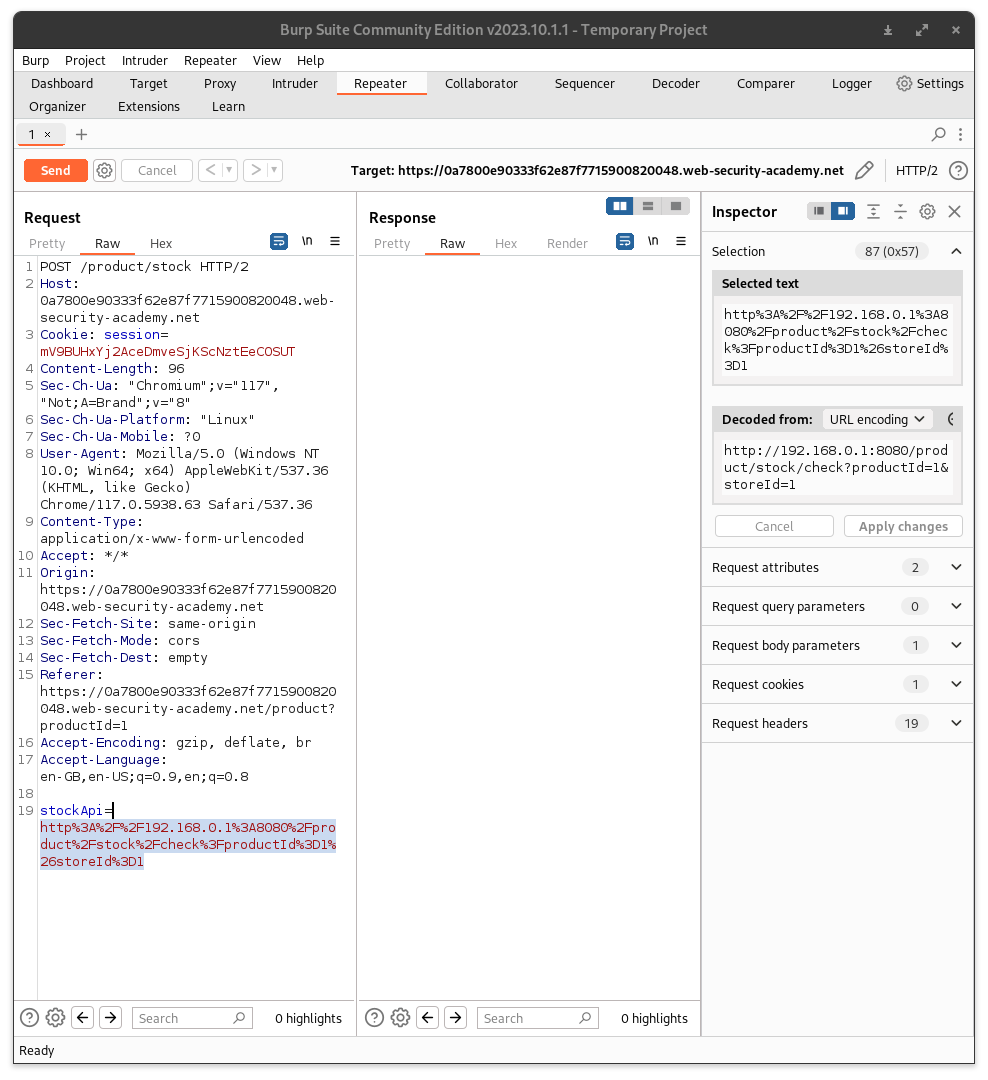 Burp Suite Community Edition v2023.10.1.1 - Temporary Project
Burp Project Intruder Repeater View Help
Dashboard Target Proxy Intruder Repeater Collaborator Sequencer Decoder Comparer Logger Settings
Organizer Extensions Learn
1 × +
Send Cancel < > Target: https://0a7800e90333f62e87f7715900820048.web-security-academy.net HTTP/2 ?
Request
Pretty Raw Hex \n
1 POST /product/stock HTTP/2
2 Host:
0a7800e90333f62e87f7715900820048.web-
security-academy.net
3 Cookie: session=
mV9BUHxYj2AceDmveSjKScNztEeCOSUT
4 Content-Length: 96
5 Sec-Ch-Ua: "Chromium";v="117",
"Not;A=Brand";v="8"
6 Sec-Ch-Ua-Platform: "Linux"
7 Sec-Ch-Ua-Mobile: ?0
8 User-Agent: Mozilla/5.0 (Windows NT
10.0; Win64; x64) AppleWebKit/537.36
(KHTML, like Gecko)
Chrome/117.0.5938.63 Safari/537.36
9 Content-Type:
application/x-www-form-urlencoded
10 Accept: */*
11 Origin:
https://0a7800e90333f62e87f7715900820
048.web-security-academy.net
12 Sec-Fetch-Site: same-origin
13 Sec-Fetch-Mode: cors
14 Sec-Fetch-Dest: empty
15 Referer:
https://0a7800e90333f62e87f7715900820
048.web-security-academy.net/product?
productId=1
16 Accept-Encoding: gzip, deflate, br
17 Accept-Language:
en-GB,en-US;q=0.9,en;q=0.8
18
19 stockApi=
http%3A%2F%2F192.168.0.1%3A8080%2Fpro
duct%2Fstock%2Fcheck%3FproductId%3D1%
26storeId%3D1
? Search 0 highlights
Response
Pretty Raw Hex Render \n
? Search 0 highlights
Inspector
Selection 87 (0x57)
Selected text
http%3A%2F%2F192.168.0.1%3A8
080%2Fproduct%2Fstock%2Fchec
k%3FproductId%3D1%26storeId%
3D1
Decoded from: URL encoding
http://192.168.0.1:8080/prod
uct/stock/check?productId=1&
storeId=1
Cancel Apply changes
Request attributes 2
Request query parameters 0
Request body parameters 1
Request cookies 1
Request headers 19
Ready